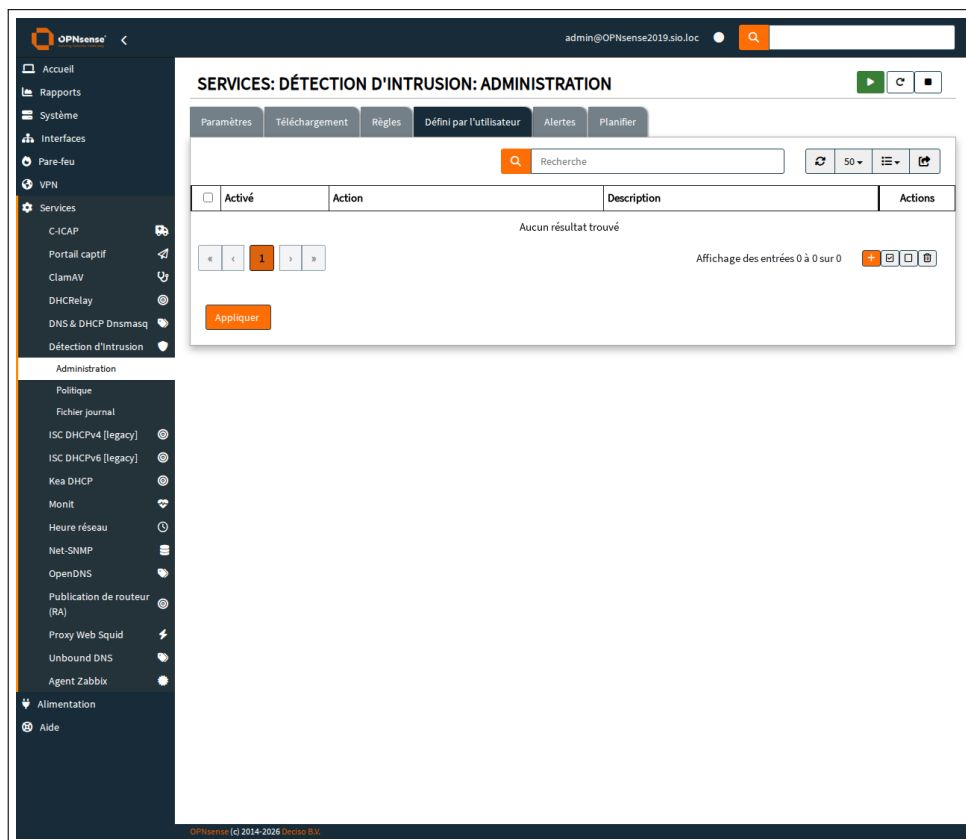 OPNsense
admin@OPNsense2019.sio.loc
Accueil
Rapports
Système
Interfaces
Pare-feu
VPN
Services
C-ICAP
Portail captif
ClamAV
DHCRelay
DNS & DHCP Dnsmasq
Détection d'Intrusion
Administration
Politique
Fichier journal
ISC DHCPv4 [legacy]
ISC DHCPv6 [legacy]
Kea DHCP
Monit
Heure réseau
Net-SNMP
OpenDNS
Publication de routeur
(RA)
Proxy Web Squid
Unbound DNS
Agent Zabbix
Alimentation
Aide
SERVICES: DÉTECTION D'INTRUSION: ADMINISTRATION
Paramètres Téléchargement Règles Défini par l'utilisateur Alertes Planifier
Recherche 50
Activé Action Description Actions
Aucun résultat trouvé
« ‹ 1 › » Affichage des entrées 0 à 0 sur 0
Appliquer
OPNsense (c) 2014-2026 Deciso B.V.